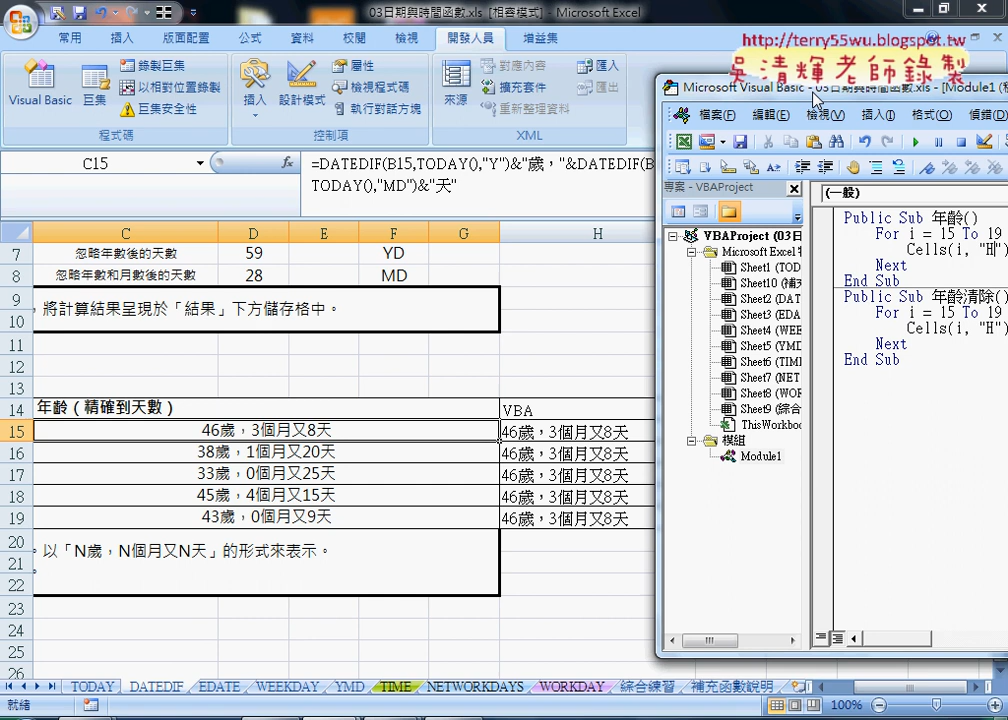 03日期與時間函數.xls [相容模式] - Microsoft Excel
常用 插入 版面配置 公式 資料 校閱 檢視 開發人員 增益集
http://terry55wu.blogspot.tw
吳清輝老師錄製
Visual Basic 巨集 錄製巨集 以相對位置錄製 巨集安全性
插入 設計模式 屬性 檢視程式碼 執行對話方塊
來源 對應內容 擴充套件 重新整理資料 匯入 匯出
程式碼 控制項 XML
C15 fx =DATEDIF(B15,TODAY(),"Y")&"歲，"&DATEDIF(B
TODAY(),"MD")&"天"
C D E F G H
7 忽略年數後的天數 59 YD
8 忽略年數和月數後的天數 28 MD
9 ，將計算結果呈現於「結果」下方儲存格中。
10
11
12
13
14 年齡（精確到天數） VBA
15 46歲，3個月又8天 46歲，3個月又8天
16 38歲，1個月又20天 46歲，3個月又8天
17 33歲，0個月又25天 46歲，3個月又8天
18 45歲，4個月又15天 46歲，3個月又8天
19 43歲，0個月又9天 46歲，3個月又8天
20
21 。以「N歲，N個月又N天」的形式來表示。
22
23
24
25
26
TODAY DATEDIF EDATE WEEKDAY YMD TIME NETWORKDAYS WORKDAY 綜合練習 補充函數說明
就緒 100%
Microsoft Visual Basic - 03日期與時間函數.xls - [Module1 (程
檔案(F) 編輯(E) 檢視(V) 插入(I) 格式(O) 偵錯(D)
專案 - VBAProject
VBAProject (03日
Microsoft Excel
Sheet1 (TOD
Sheet10 (補充
Sheet2 (DAT
Sheet3 (EDA
Sheet4 (WEE
Sheet5 (YMD
Sheet6 (TIME
Sheet7 (NET
Sheet8 (WOR
Sheet9 (綜合
ThisWorkboo
模組
Module1
(一般)
Public Sub 年齡()
For i = 15 To 19
Cells(i, "H")
Next
End Sub
Public Sub 年齡清除()
For i = 15 To 19
Cells(i, "H")
Next
End Sub